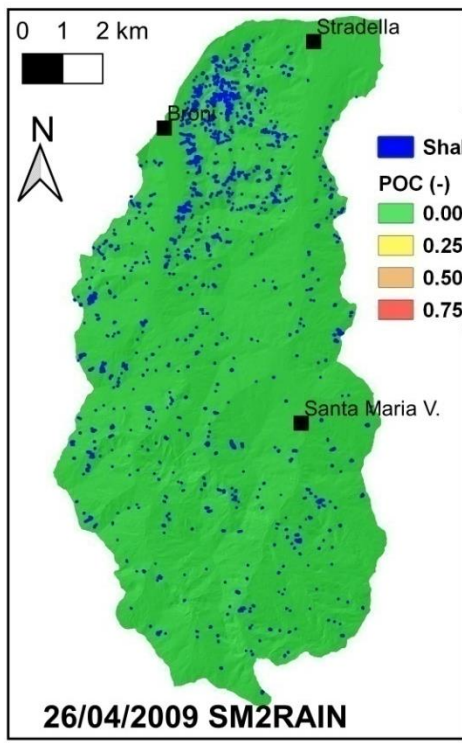 0 1 2 km
Stradella
Broni
N
Shal
POC (-)
0.00
0.25
0.50
0.75
Santa Maria V.
26/04/2009 SM2RAIN